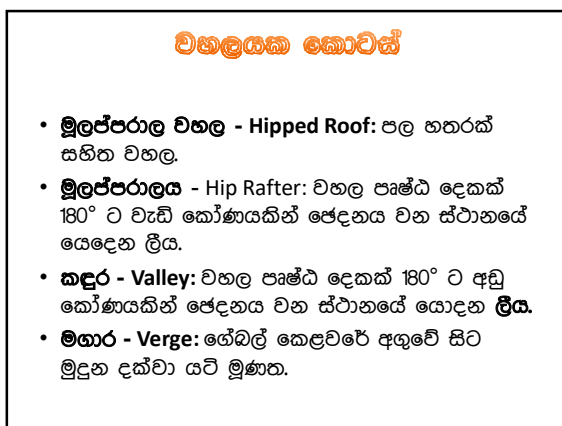 වහලයක කොටස්
• මූලප්පරාල වහල - Hipped Roof: පල හතරක්
සහිත වහල.
• මූලප්පරාලය - Hip Rafter: වහල පෘෂ්ඨ දෙකක්
180° ට වැඩි කෝණයකින් ඡේදනය වන ස්ථානයේ
යෙදෙන ලීය.
• කඳුර - Valley: වහල පෘෂ්ඨ දෙකක් 180° ට අඩු
කෝණයකින් ඡේදනය වන ස්ථානයේ යොදන ලීය.
• මගාර - Verge: ගේබල් කෙළවරේ අගුවේ සිට
මුදුන දක්වා යටි මූණත.